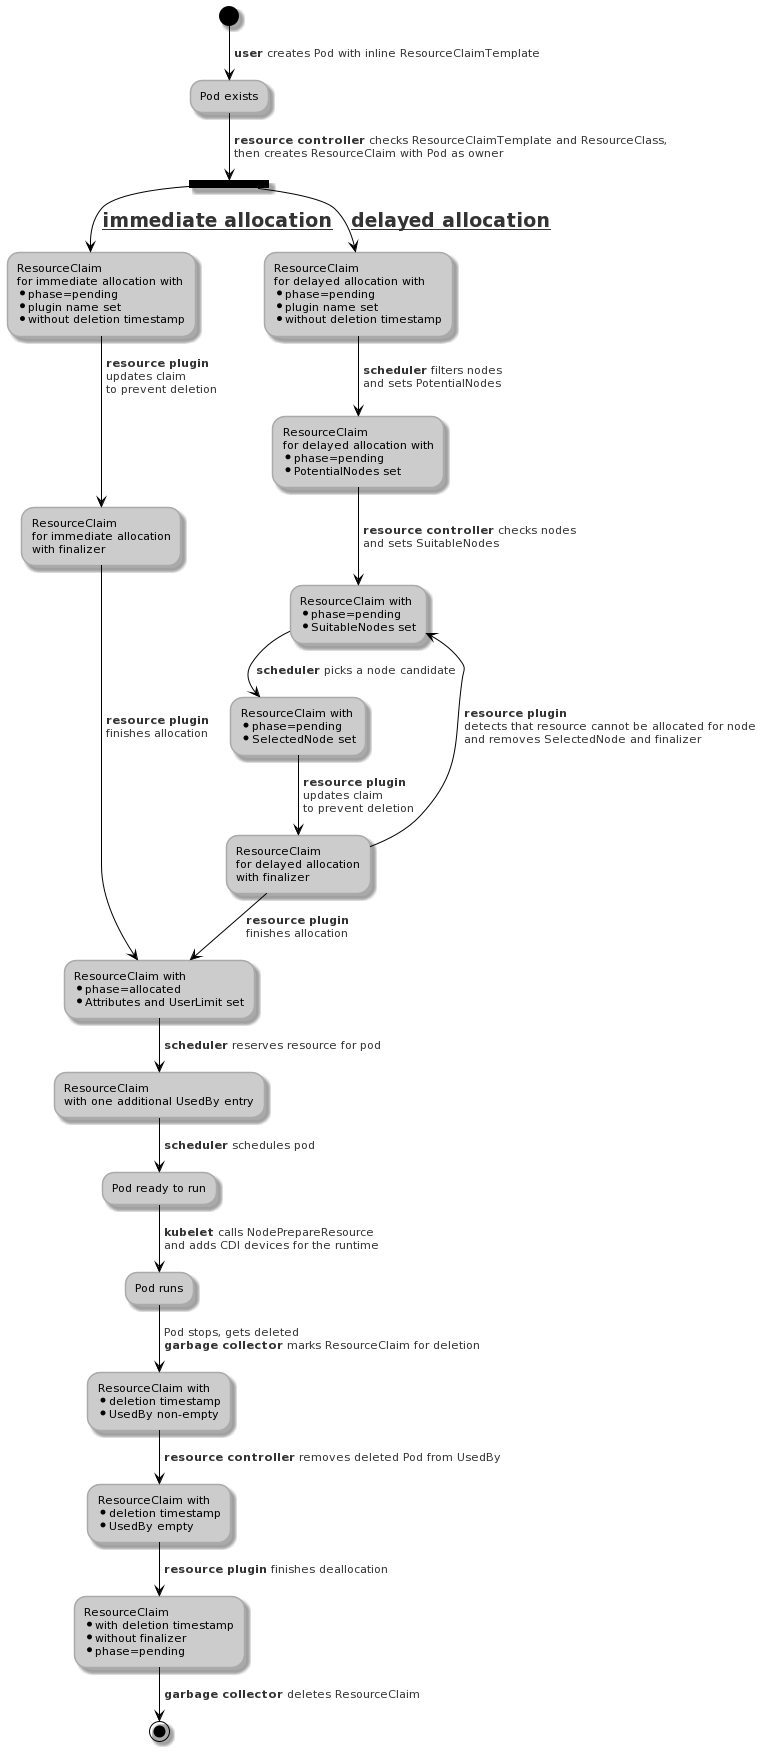 user creates Pod with inline ResourceClaimTemplate
Pod exists
resource controller checks ResourceClaimTemplate and ResourceClass,
then creates ResourceClaim with Pod as owner
immediate allocation
delayed allocation
ResourceClaim
for immediate allocation with
• phase=pending
• plugin name set
• without deletion timestamp
ResourceClaim
for delayed allocation with
• phase=pending
• plugin name set
• without deletion timestamp
resource plugin
updates claim
to prevent deletion
scheduler filters nodes
and sets PotentialNodes
ResourceClaim
for delayed allocation with
• phase=pending
• PotentialNodes set
ResourceClaim
for immediate allocation
with finalizer
resource controller checks nodes
and sets SuitableNodes
ResourceClaim with
• phase=pending
• SuitableNodes set
scheduler picks a node candidate
resource plugin
finishes allocation
ResourceClaim with
• phase=pending
• SelectedNode set
resource plugin
detects that resource cannot be allocated for node
and removes SelectedNode and finalizer
resource plugin
updates claim
to prevent deletion
ResourceClaim
for delayed allocation
with finalizer
resource plugin
finishes allocation
ResourceClaim with
• phase=allocated
• Attributes and UserLimit set
scheduler reserves resource for pod
ResourceClaim
with one additional UsedBy entry
scheduler schedules pod
Pod ready to run
kubelet calls NodePrepareResource
and adds CDI devices for the runtime
Pod runs
Pod stops, gets deleted
garbage collector marks ResourceClaim for deletion
ResourceClaim with
• deletion timestamp
• UsedBy non-empty
resource controller removes deleted Pod from UsedBy
ResourceClaim with
• deletion timestamp
• UsedBy empty
resource plugin finishes deallocation
ResourceClaim
• with deletion timestamp
• without finalizer
• phase=pending
garbage collector deletes ResourceClaim